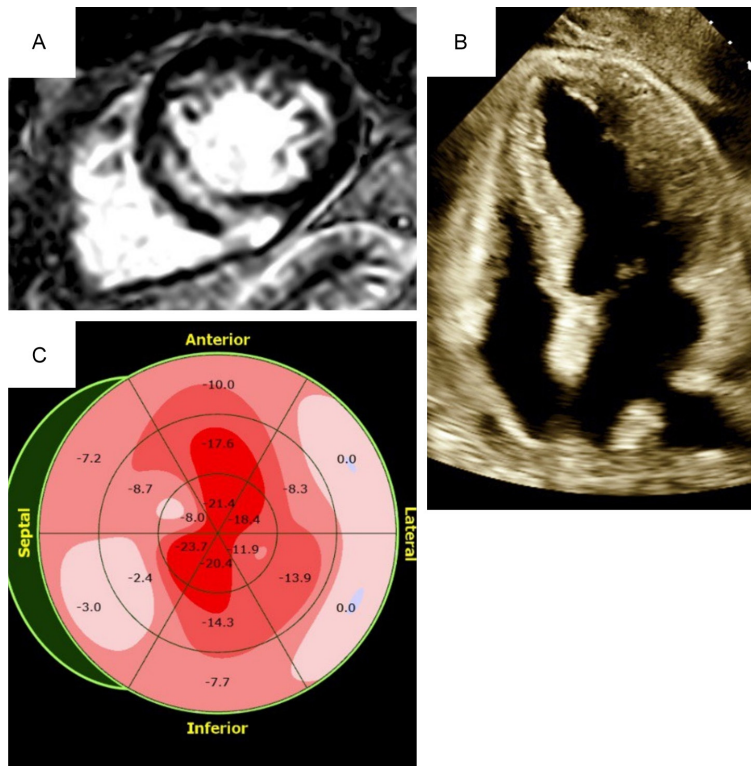 A
B
C
Anterior
-10.0
-17.6
-7.2
0.0
-8.7
-8.3
-21.4
-8.0
-18.4
Septal
Lateral
-23.7
-11.9
-20.4
-2.4
-13.9
-3.0
0.0
-14.3
-7.7
Inferior